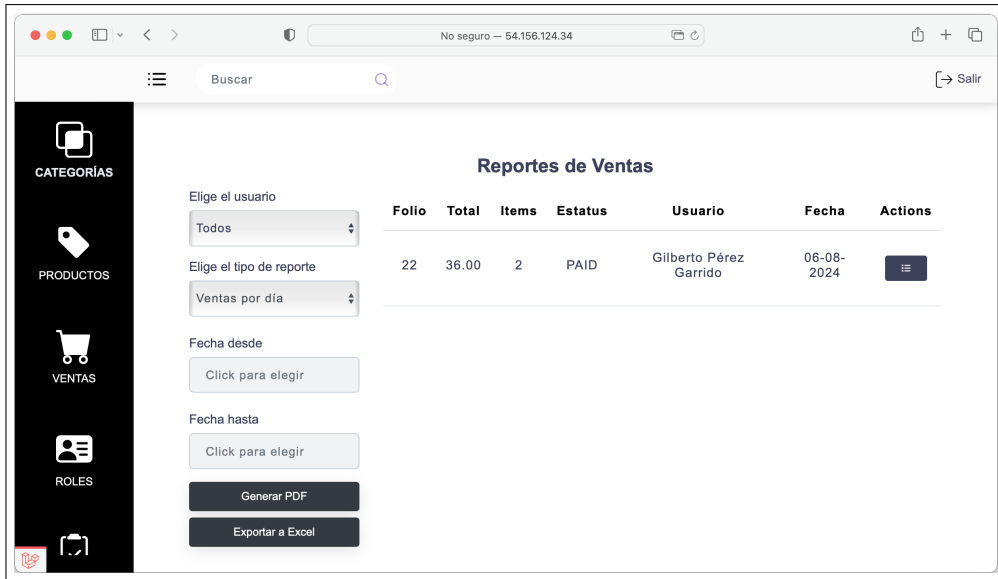 No seguro — 54.156.124.34
Buscar
Salir
CATEGORÍAS
PRODUCTOS
VENTAS
ROLES
Reportes de Ventas
Elige el usuario
Todos
Elige el tipo de reporte
Ventas por día
Fecha desde
Click para elegir
Fecha hasta
Click para elegir
Generar PDF
Exportar a Excel
Folio Total Items Estatus Usuario Fecha Actions
22 36.00 2 PAID Gilberto Pérez Garrido 06-08-2024